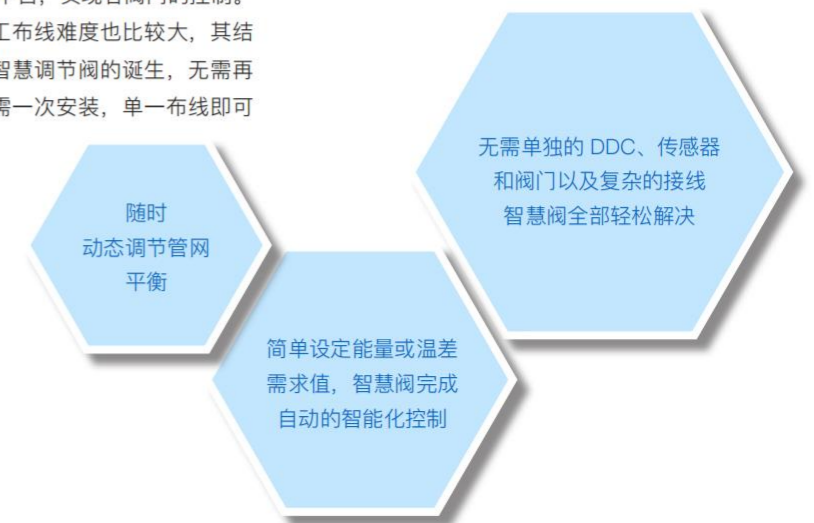 工布线难度也比较大，其结
智慧调节阀的诞生，无需再
需一次安装，单一布线即可
无需单独的 DDC、传感器
和阀门以及复杂的接线
智慧阀全部轻松解决
随时
动态调节管网
平衡
简单设定能量或温差
需求值，智慧阀完成
自动的智能化控制